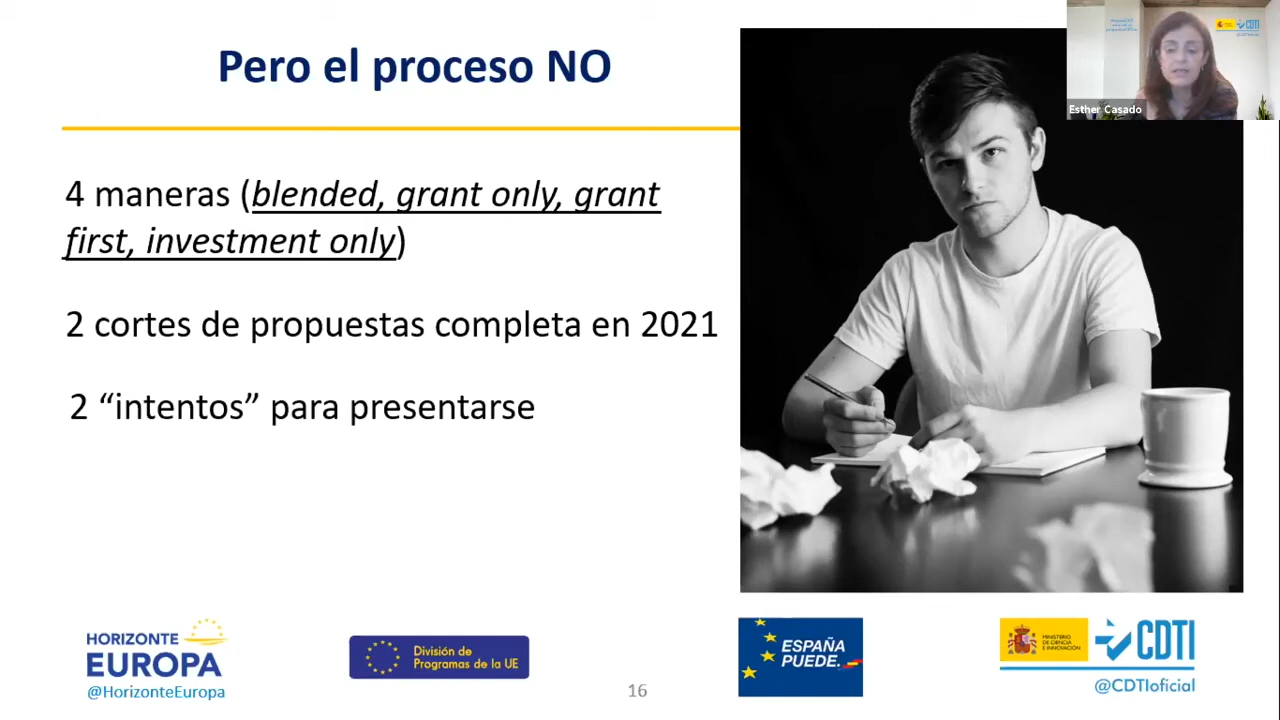 Pero el proceso NO
Esther Casado
4 maneras (blended, grant only, grant
first, investment only)
2 cortes de propuestas completa en 2021
2 “intentos” para presentarse
HORIZONTE
EUROPA
@HorizonteEuropa
División de
Programas de la UE
16
ESPAÑA
PUEDE.
MINISTERIO
DE CIENCIA
E INNOVACIÓN
CDTI
@CDTIoficial
CDTI